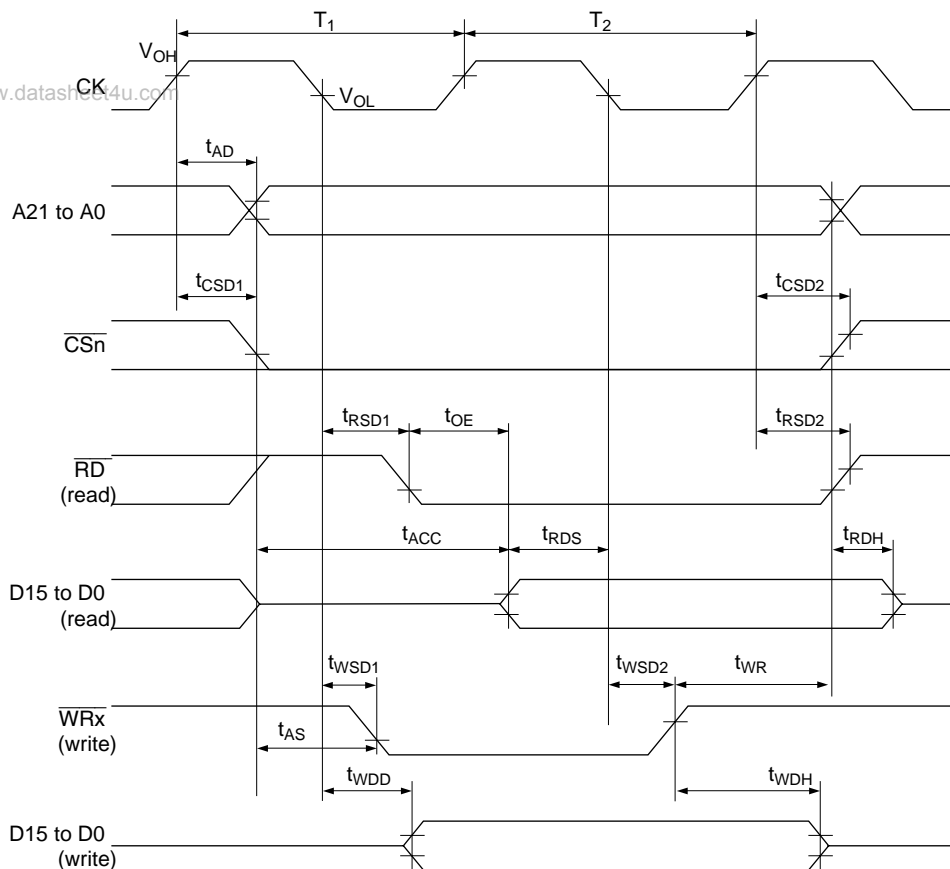 T1
T2
VOH
CK
w.datasheet4u.com
VOL
tAD
A21 to A0
tCSD1
tCSD2
CSn
tRSD1
tOE
tRSD2
RD
(read)
tACC
tRDS
tRDH
D15 to D0
(read)
tWSD1
tWSD2
tWR
WRx
(write)
tAS
tWDD
tWDH
D15 to D0
(write)